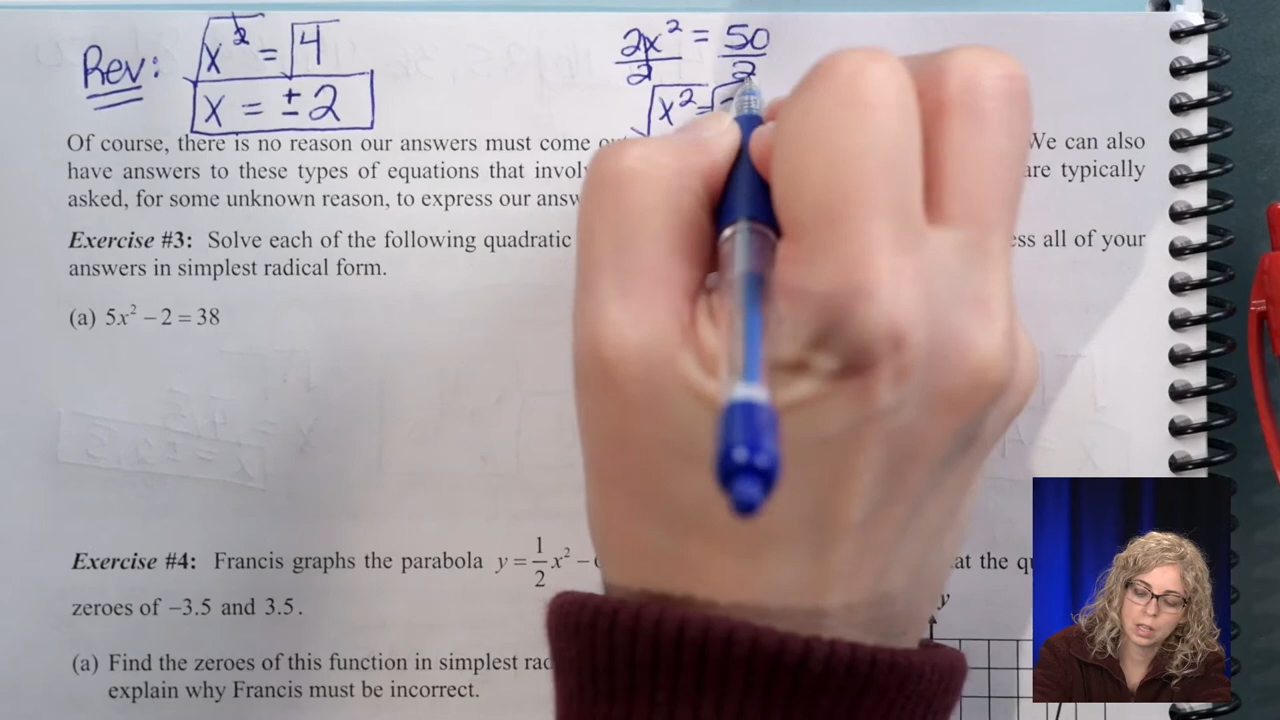 Rev: √x² = √4
x = ±2
2x² = 50
2 2
√x² = √
Of course, there is no reason our answers must come We can also
have answers to these types of equations that are typically
asked, for some unknown reason, to express our
Exercise #3: Solve each of the following quadratic all of your
answers in simplest radical form.
(a) 5x² − 2 = 38
Exercise #4: Francis graphs the parabola y = 1/2 x² − at the
zeroes of −3.5 and 3.5.
y
(a) Find the zeroes of this function in simplest
explain why Francis must be incorrect.